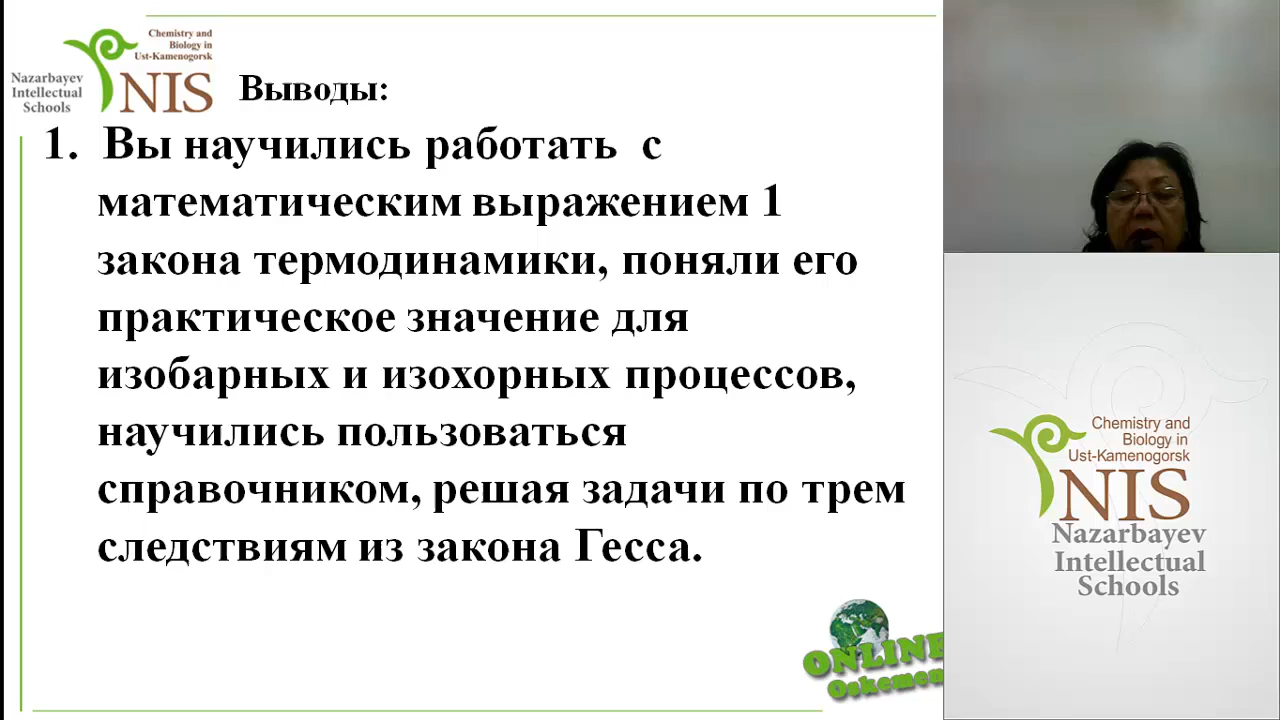 Chemistry and
Biology in
Ust-Kamenogorsk
Nazarbayev
Intellectual
Schools
NIS
Выводы:
1. Вы научились работать с
математическим выражением 1
закона термодинамики, поняли его
практическое значение для
изобарных и изохорных процессов,
научились пользоваться
справочником, решая задачи по трем
следствиям из закона Гесса.
ONLINE
Oskemen
Chemistry and
Biology in
Ust-Kamenogorsk
NIS
Nazarbayev
Intellectual
Schools